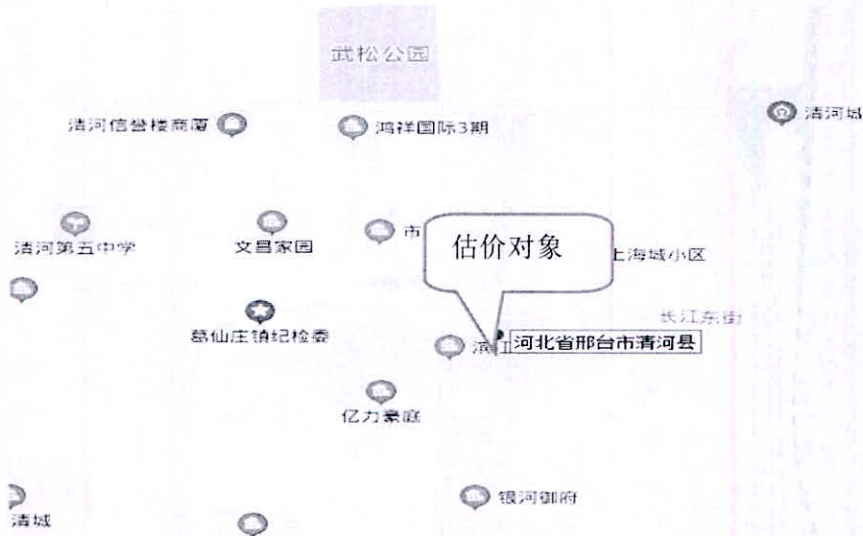 武松公园
清河信誉楼商厦
鸿祥国际3期
清河城
清河第五中学
文昌家园
市
估价对象
上海城小区
葛仙庄镇纪检委
长江东街
滨江
河北省邢台市清河县
亿力豪庭
银河御府
清城